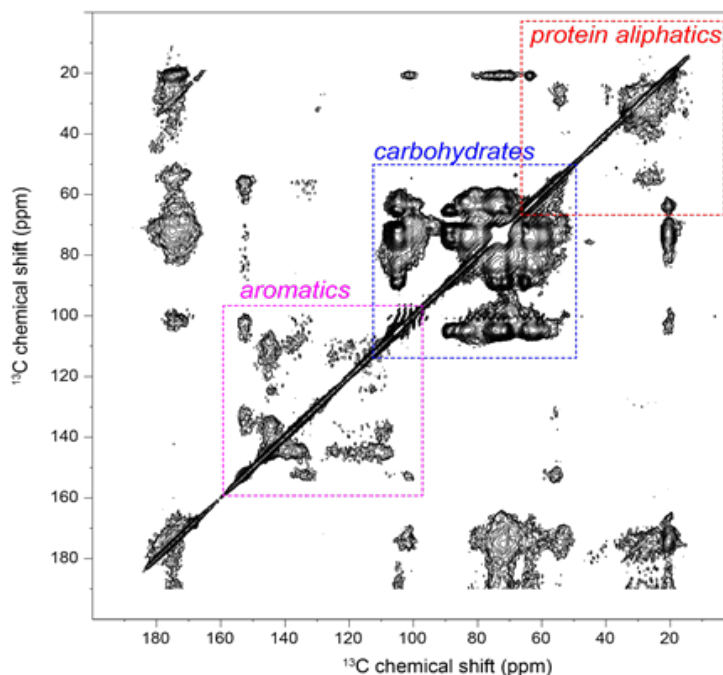 protein aliphatics
20
40
carbohydrates
60
80
aromatics
100
120
140
160
180
¹³C chemical shift (ppm)
180 160 140 120 100 80 60 40 20
¹³C chemical shift (ppm)